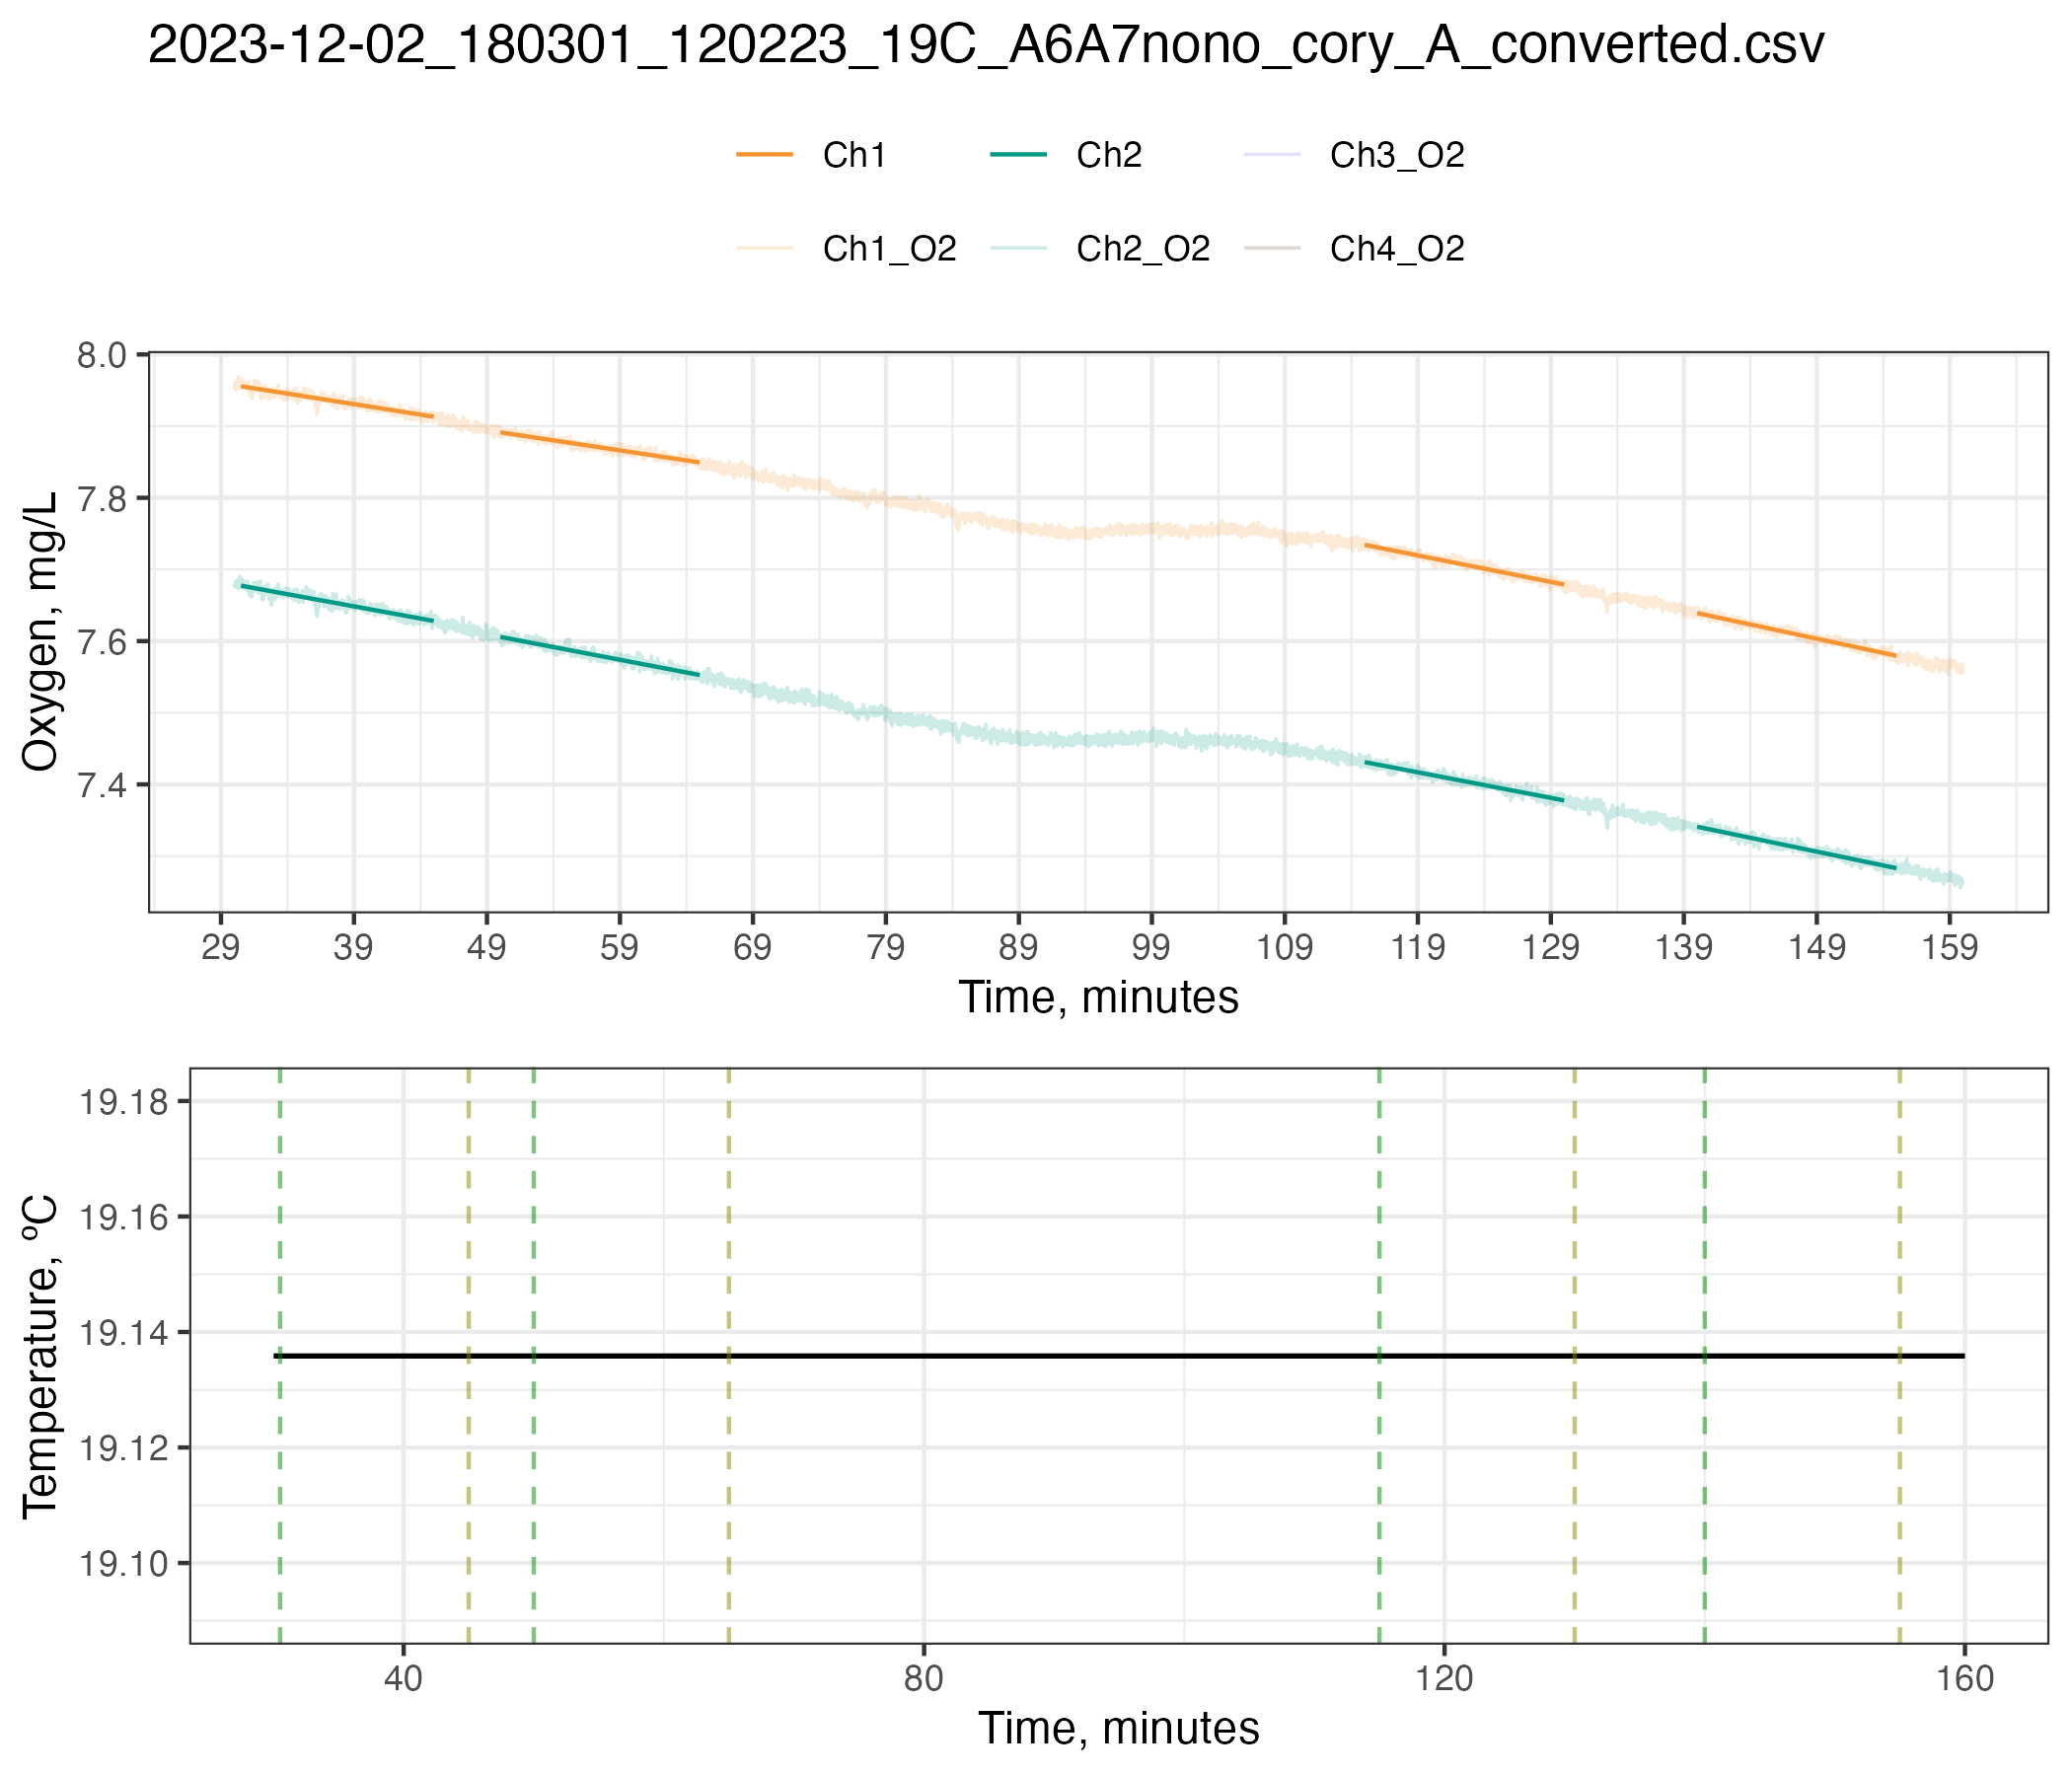 2023-12-02_180301_120223_19C_A6A7nono_cory_A_converted.csv
Ch1 Ch2 Ch3_O2
Ch1_O2 Ch2_O2 Ch4_O2
Oxygen, mg/L
8.0
7.8
7.6
7.4
29 39 49 59 69 79 89 99 109 119 129 139 149 159
Time, minutes
Temperature, ºC
19.18
19.16
19.14
19.12
19.10
40 80 120 160
Time, minutes